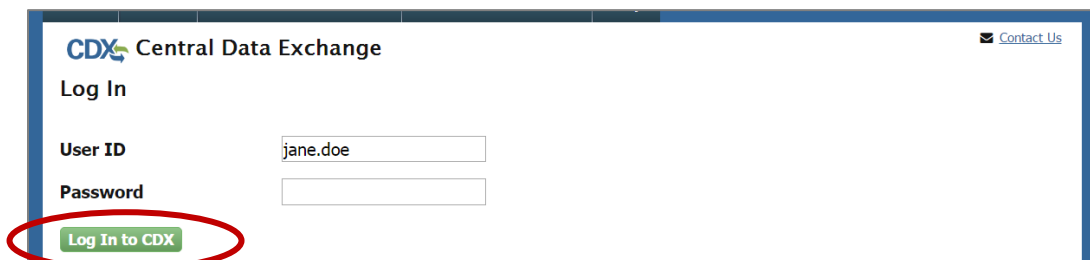 CDX Central Data Exchange
Contact Us
Log In
User ID jane.doe
Password
Log In to CDX